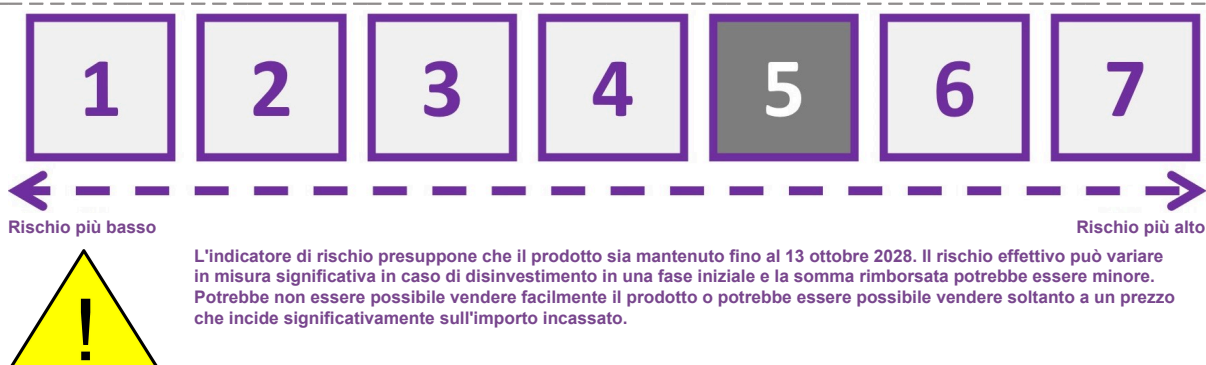 1 2 3 4 5 6 7
Rischio più basso Rischio più alto
L'indicatore di rischio presuppone che il prodotto sia mantenuto fino al 13 ottobre 2028. Il rischio effettivo può variare
in misura significativa in caso di disinvestimento in una fase iniziale e la somma rimborsata potrebbe essere minore.
Potrebbe non essere possibile vendere facilmente il prodotto o potrebbe essere possibile vendere soltanto a un prezzo
che incide significativamente sull'importo incassato.
!